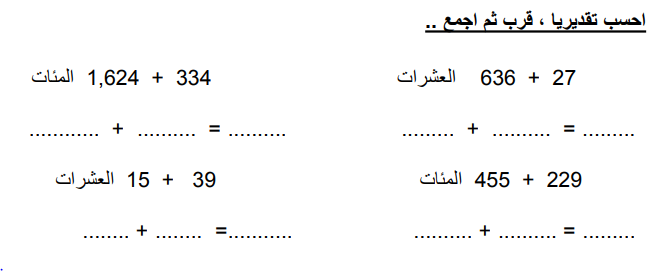 احسب تقديريا ، قرب ثم اجمع ..
636 + 27 العشرات
1,624 + 334 المئات
.......... + ........... = ..........
............. + ........... = ...........
455 + 229 المئات
15 + 39 العشرات
........... + ........... = ..........
......... + ......... =............